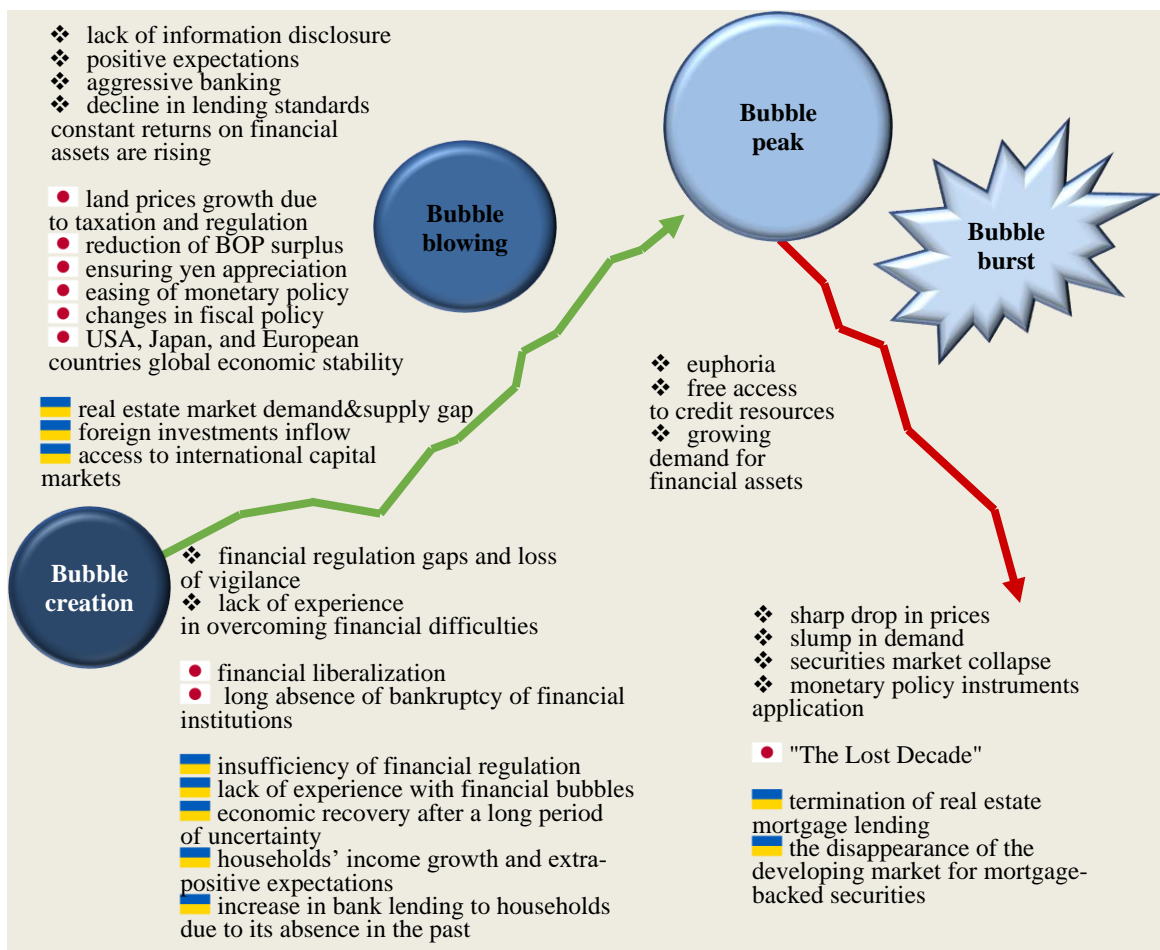 ❖ lack of information disclosure
❖ positive expectations
❖ aggressive banking
❖ decline in lending standards
constant returns on financial
assets are rising
land prices growth due
to taxation and regulation
reduction of BOP surplus
ensuring yen appreciation
easing of monetary policy
changes in fiscal policy
USA, Japan, and European
countries global economic stability
real estate market demand&supply gap
foreign investments inflow
access to international capital
markets
Bubble
blowing
Bubble
peak
Bubble
burst
❖ euphoria
❖ free access
to credit resources
❖ growing
demand for
financial assets
Bubble
creation
❖ financial regulation gaps and loss
of vigilance
❖ lack of experience
in overcoming financial difficulties
financial liberalization
long absence of bankruptcy of financial
institutions
insufficiency of financial regulation
lack of experience with financial bubbles
economic recovery after a long period
of uncertainty
households’ income growth and extra-
positive expectations
increase in bank lending to households
due to its absence in the past
❖ sharp drop in prices
❖ slump in demand
❖ securities market collapse
❖ monetary policy instruments
application
"The Lost Decade"
termination of real estate
mortgage lending
the disappearance of the
developing market for mortgage-
backed securities